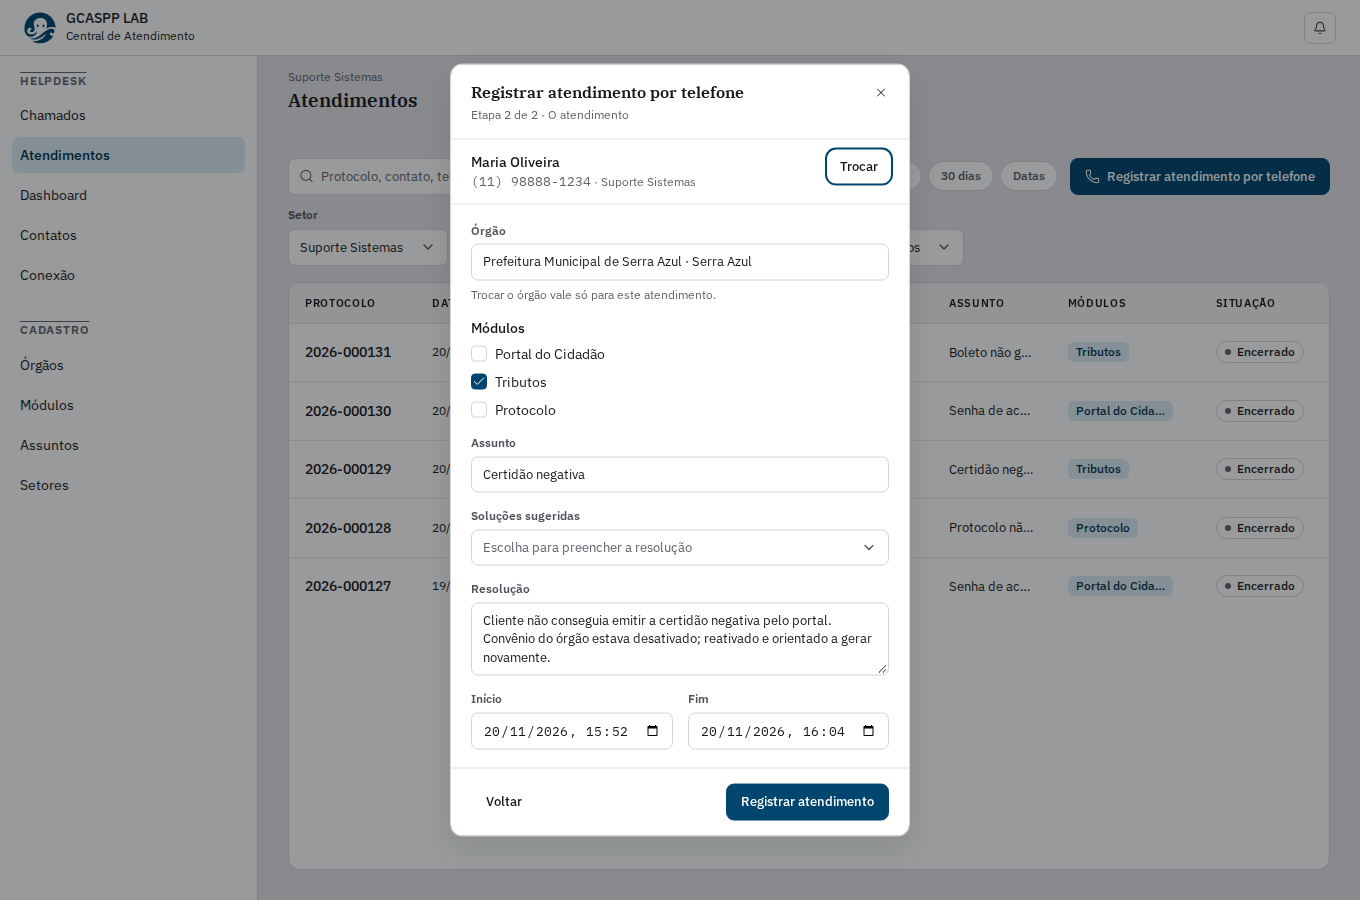 GCASPP LAB
Central de Atendimento
HELPDESK
Chamados
Atendimentos
Dashboard
Contatos
Conexão
CADASTRO
Órgãos
Módulos
Assuntos
Setores
Suporte Sistemas
Atendimentos
Protocolo, contato, te
30 dias
Datas
Registrar atendimento por telefone
Setor
Suporte Sistemas
os
PROTOCOLO
DAT
ASSUNTO
MÓDULOS
SITUAÇÃO
2026-000131
20/
Boleto não g...
Tributos
Encerrado
2026-000130
20/
Senha de ac...
Portal do Cida...
Encerrado
2026-000129
20/
Certidão neg...
Tributos
Encerrado
2026-000128
20/
Protocolo nã...
Protocolo
Encerrado
2026-000127
19/
Senha de ac...
Portal do Cida...
Encerrado
Registrar atendimento por telefone
Etapa 2 de 2 · O atendimento
Maria Oliveira
(11) 98888-1234 · Suporte Sistemas
Trocar
Órgão
Prefeitura Municipal de Serra Azul · Serra Azul
Trocar o órgão vale só para este atendimento.
Módulos
Portal do Cidadão
Tributos
Protocolo
Assunto
Certidão negativa
Soluções sugeridas
Escolha para preencher a resolução
Resolução
Cliente não conseguia emitir a certidão negativa pelo portal.
Convênio do órgão estava desativado; reativado e orientado a gerar
novamente.
Início
Fim
20/11/2026, 15:52
20/11/2026, 16:04
Voltar
Registrar atendimento